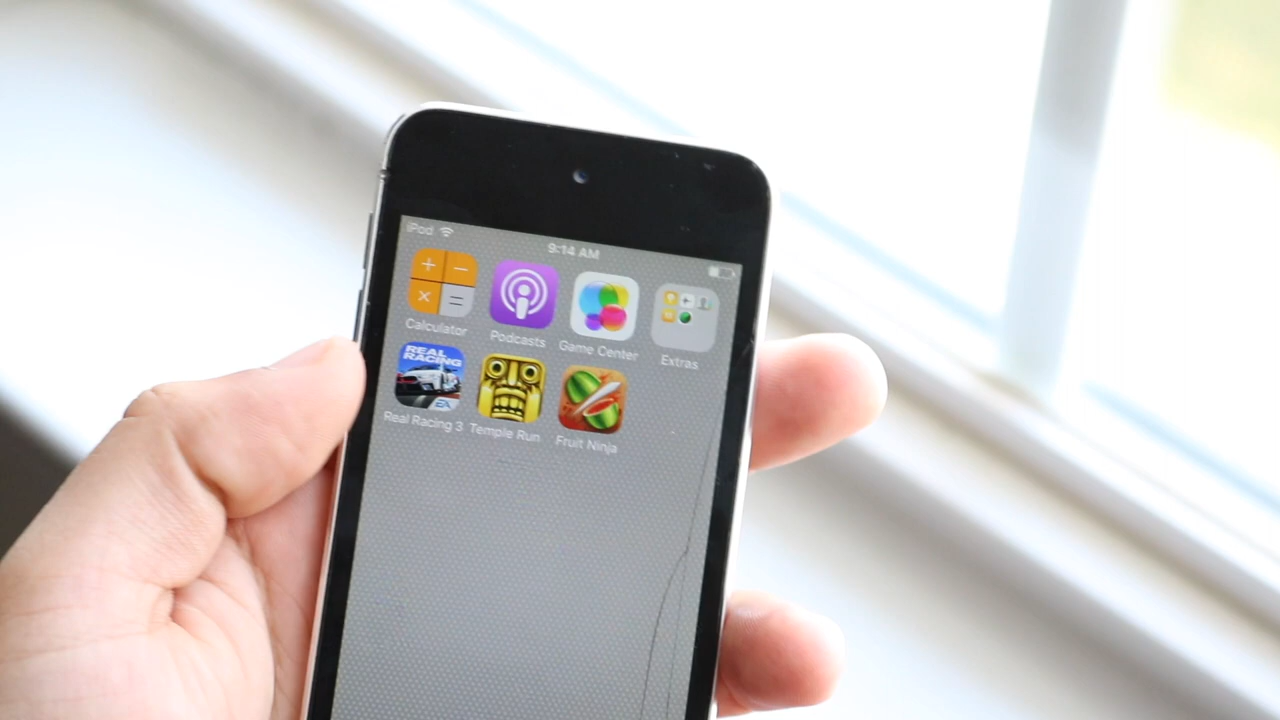 iPod
9:14 AM
Calculator
Podcasts
Game Center
Extras
REAL
RACING
EA
Real Racing 3
Temple Run
Fruit Ninja